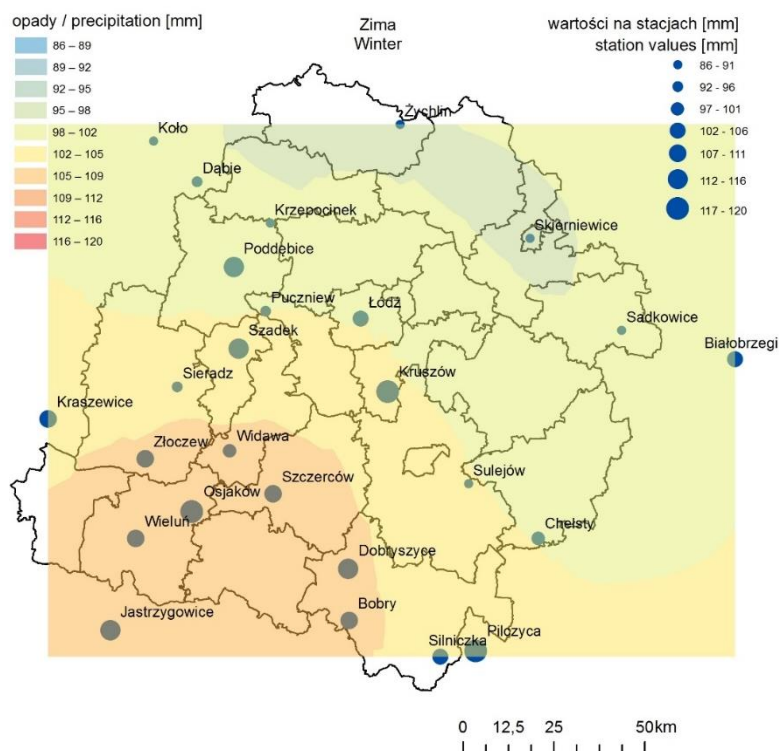 opady / precipitation [mm]
86 – 89
89 – 92
92 – 95
95 – 98
98 – 102
102 – 105
105 – 109
109 – 112
112 – 116
116 – 120
Zima
Winter
wartości na stacjach [mm]
station values [mm]
86 - 91
92 - 96
97 - 101
102 - 106
107 - 111
112 - 116
117 - 120
Żychlin
Koło
Dąbie
Krzepocinek
Skierniewice
Poddębice
Puczniew
Łódź
Sadkowice
Szadek
Białobrzegi
Sieradz
Kruszów
Kraszewice
Złoczew
Widawa
Szczerców
Sulejów
Osjaków
Wieluń
Chełsty
Dobryszyce
Jastrzygowice
Bobry
Silniczka
Pilczyca
0 12,5 25 50km